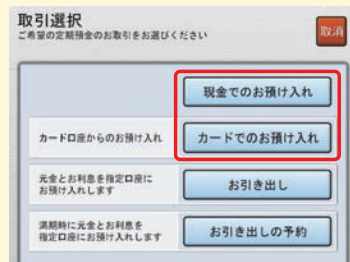 取引選択
ご希望の定期預金のお取引をお選びください
取消
現金でのお預け入れ
カード口座からのお預け入れ
カードでのお預け入れ
元金とお利息を指定口座に
お預け入れします
お引き出し
満期時に元金とお利息を
指定口座にお預け入れします
お引き出しの予約